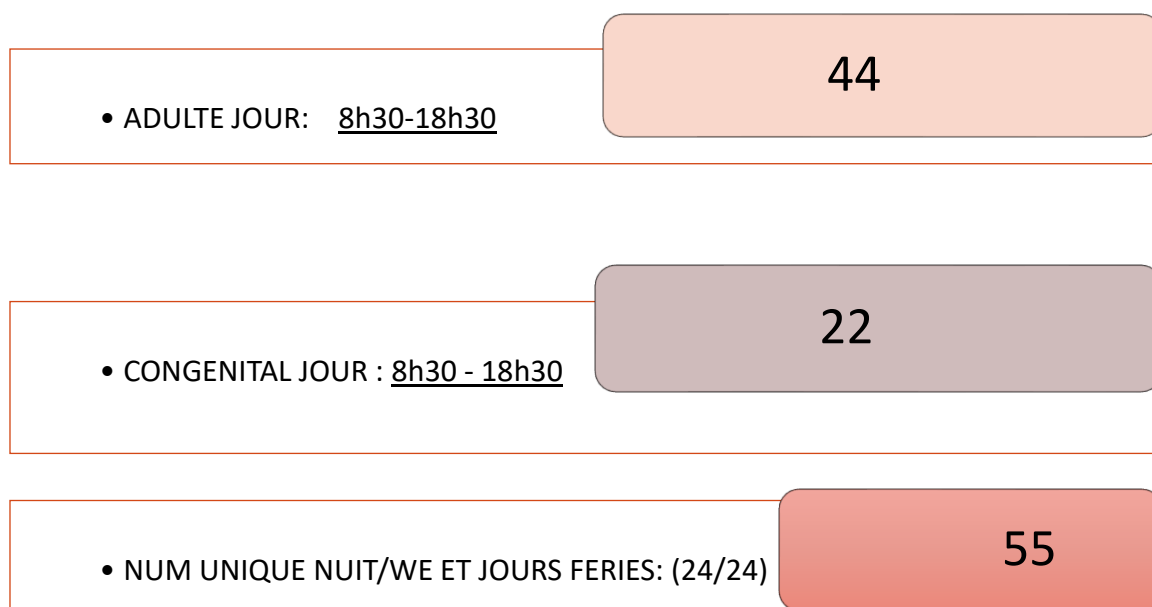 44
• ADULTE JOUR: 8h30-18h30
22
• CONGENITAL JOUR : 8h30 - 18h30
55
• NUM UNIQUE NUIT/WE ET JOURS FERIES: (24/24)